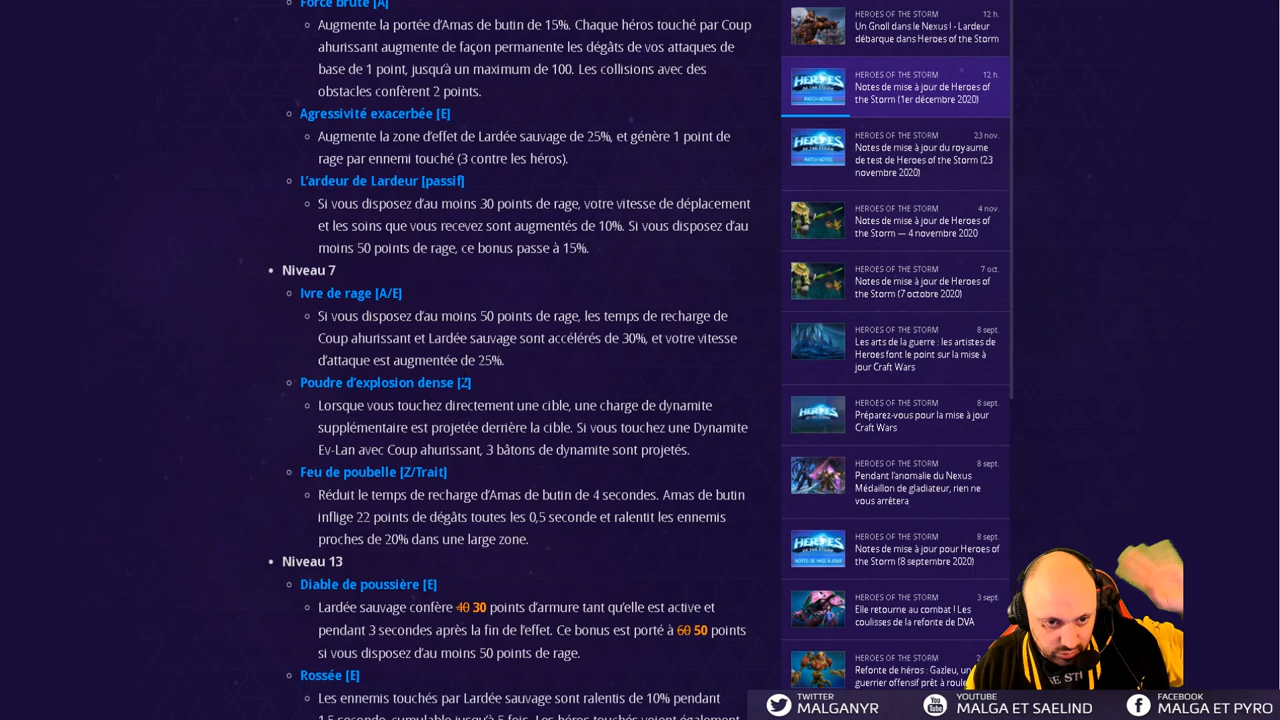 Force brute [A]
Augmente la portée d'Amas de butin de 15%. Chaque héros touché par Coup
ahurissant augmente de façon permanente les dégâts de vos attaques de
base de 1 point, jusqu'à un maximum de 100. Les collisions avec des
obstacles confèrent 2 points.
Agressivité exacerbée [E]
Augmente la zone d'effet de Lardée sauvage de 25%, et génère 1 point de
rage par ennemi touché (3 contre les héros).
L'ardeur de Lardeur [passif]
Si vous disposez d'au moins 30 points de rage, votre vitesse de déplacement
et les soins que vous recevez sont augmentés de 10%. Si vous disposez d'au
moins 50 points de rage, ce bonus passe à 15%.
Niveau 7
Ivre de rage [A/E]
Si vous disposez d'au moins 50 points de rage, les temps de recharge de
Coup ahurissant et Lardée sauvage sont accélérés de 30%, et votre vitesse
d'attaque est augmentée de 25%.
Poudre d'explosion dense [Z]
Lorsque vous touchez directement une cible, une charge de dynamite
supplémentaire est projetée derrière la cible. Si vous touchez une Dynamite
Ev-Lan avec Coup ahurissant, 3 bâtons de dynamite sont projetés.
Feu de poubelle [Z/Trait]
Réduit le temps de recharge d'Amas de butin de 4 secondes. Amas de butin
inflige 22 points de dégâts toutes les 0,5 seconde et ralentit les ennemis
proches de 20% dans une large zone.
Niveau 13
Diable de poussière [E]
Lardée sauvage confère 40 30 points d'armure tant qu'elle est active et
pendant 3 secondes après la fin de l'effet. Ce bonus est porté à 60 50 points
si vous disposez d'au moins 50 points de rage.
Rossée [E]
Les ennemis touchés par Lardée sauvage sont ralentis de 10% pendant
1,5 seconde, cumulable jusqu'à 5 fois. Les héros touchés voient également
HEROES OF THE STORM 12 h.
Un Gnoll dans le Nexus ! - Lardeur
débarque dans Heroes of the Storm
HEROES OF THE STORM 12 h.
Notes de mise à jour de Heroes of
the Storm (1er décembre 2020)
HEROES OF THE STORM 23 nov.
Notes de mise à jour du royaume
de test de Heroes of the Storm (23
novembre 2020)
HEROES OF THE STORM 4 nov.
Notes de mise à jour de Heroes of
the Storm — 4 novembre 2020
HEROES OF THE STORM 7 oct.
Notes de mise à jour de Heroes of
the Storm (7 octobre 2020)
HEROES OF THE STORM 8 sept.
Les arts de la guerre : les artistes de
Heroes font le point sur la mise à
jour Craft Wars
HEROES OF THE STORM 8 sept.
Préparez-vous pour la mise à jour
Craft Wars
HEROES OF THE STORM 8 sept.
Pendant l'anomalie du Nexus
Médaillon de gladiateur, rien ne
vous arrêtera
HEROES OF THE STORM 8 sept.
Notes de mise à jour pour Heroes of
the Storm (8 septembre 2020)
HEROES OF THE STORM 3 sept.
Elle retourne au combat ! Les
coulisses de la refonte de D.VA
HEROES OF THE STORM
Refonte de héros : Gazleu, un
guerrier offensif prêt à
TWITTER
MALGANYR
YOUTUBE
MALGA ET SAELIND
FACEBOOK
MALGA ET PYRO